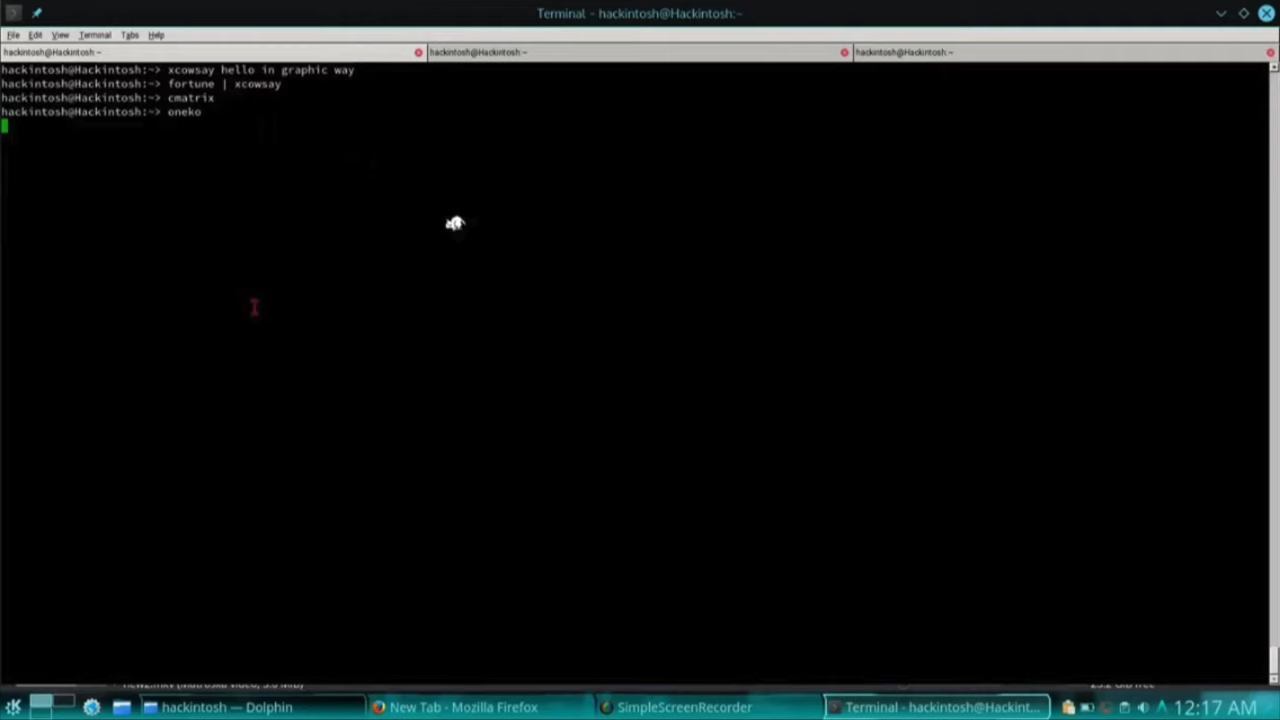 Terminal - hackintosh@Hackintosh:~
File Edit View Terminal Tabs Help
hackintosh@Hackintosh:~ hackintosh@Hackintosh:~ hackintosh@Hackintosh:~
hackintosh@Hackintosh:~> xcowsay hello in graphic way
hackintosh@Hackintosh:~> fortune | xcowsay
hackintosh@Hackintosh:~> cmatrix
hackintosh@Hackintosh:~> oneko
hackintosh — Dolphin New Tab - Mozilla Firefox SimpleScreenRecorder Terminal - hackintosh@Hackint... 12:17 AM